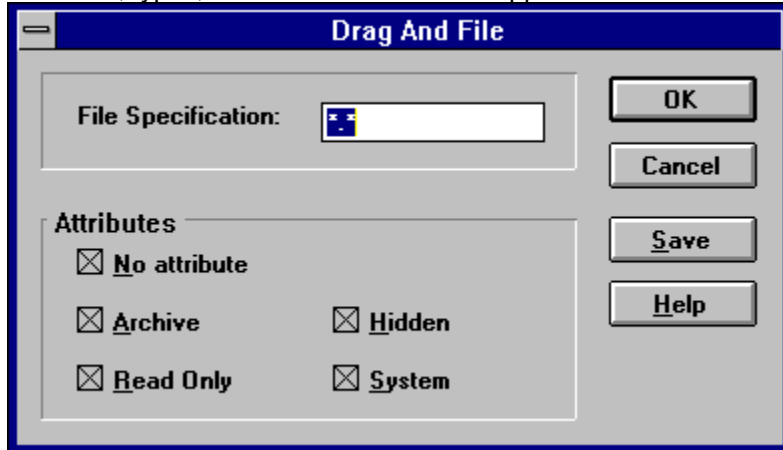 Drag And File
File Specification:
*.*
OK
Cancel
Attributes
No attribute
Archive
Hidden
Read Only
System
Save
Help